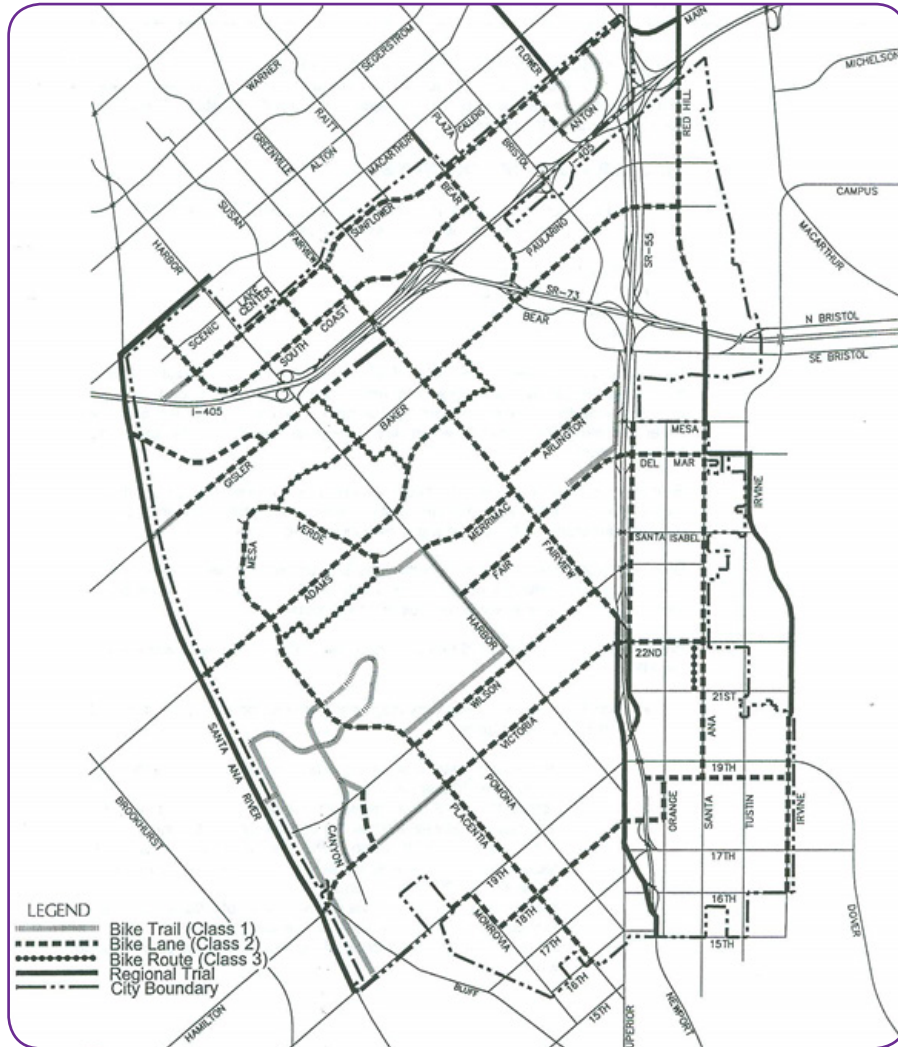 MAIN
FLOWER
SEGERSTROM
WARNER
MICHELSON
RED HILL
RAITT
PLAZA
CALLENS
ANTON
GREENVILLE
ALTON
MACARTHUR
BRISTOL
I-405
BEAR
CAMPUS
SUSAN
SUNFLOWER
PAULARINO
MACARTHUR
HARBOR
FAIRVIEW
SR-55
LAKE
CENTER
SCENIC
SOUTH COAST
SR-73
BEAR
N BRISTOL
SE BRISTOL
I-405
BAKER
MESA
ARLINGTON
DEL MAR
GISLER
IRVINE
MERRIMAC
VERDE
MESA
SANTA ISABEL
FAIR
FAIRVIEW
ADAMS
HARBOR
22ND
WILSON
21ST
ANA
VICTORIA
SANTA ANA RIVER
19TH
POMONA
BROOKHURST
PLACENTIA
ORANGE
SANTA
TUSTIN
IRVINE
CANYON
17TH
19TH
16TH
18TH
DOVER
MONROVIA
17TH
15TH
16TH
BLUFF
15TH
HAMILTON
UPERIOR
NEWPORT
LEGEND
Bike Trail (Class 1)
Bike Lane (Class 2)
Bike Route (Class 3)
Regional Trial
City Boundary